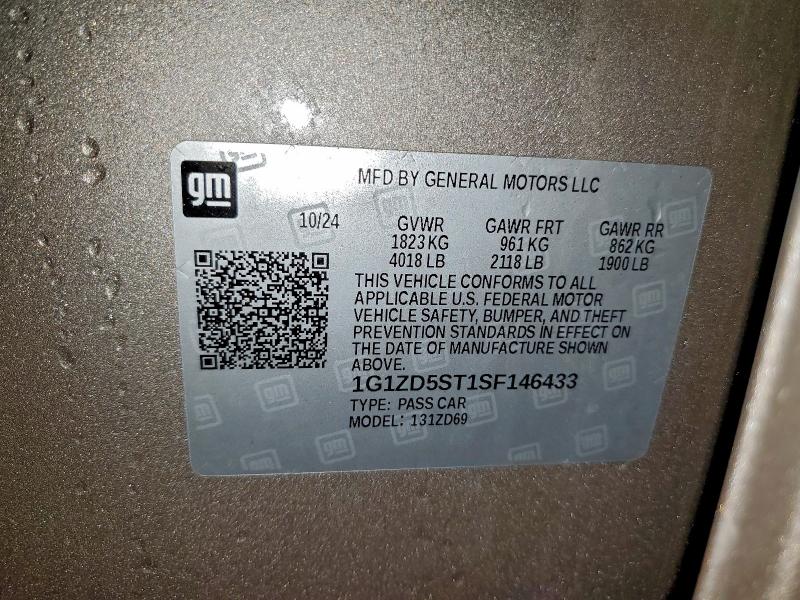 gm
MFD BY GENERAL MOTORS LLC
10/24 GVWR GAWR FRT GAWR RR
1823 KG 961 KG 862 KG
4018 LB 2118 LB 1900 LB
THIS VEHICLE CONFORMS TO ALL
APPLICABLE U.S. FEDERAL MOTOR
VEHICLE SAFETY, BUMPER, AND THEFT
PREVENTION STANDARDS IN EFFECT ON
THE DATE OF MANUFACTURE SHOWN
ABOVE.
1G1ZD5ST1SF146433
TYPE: PASS CAR
MODEL: 131ZD69